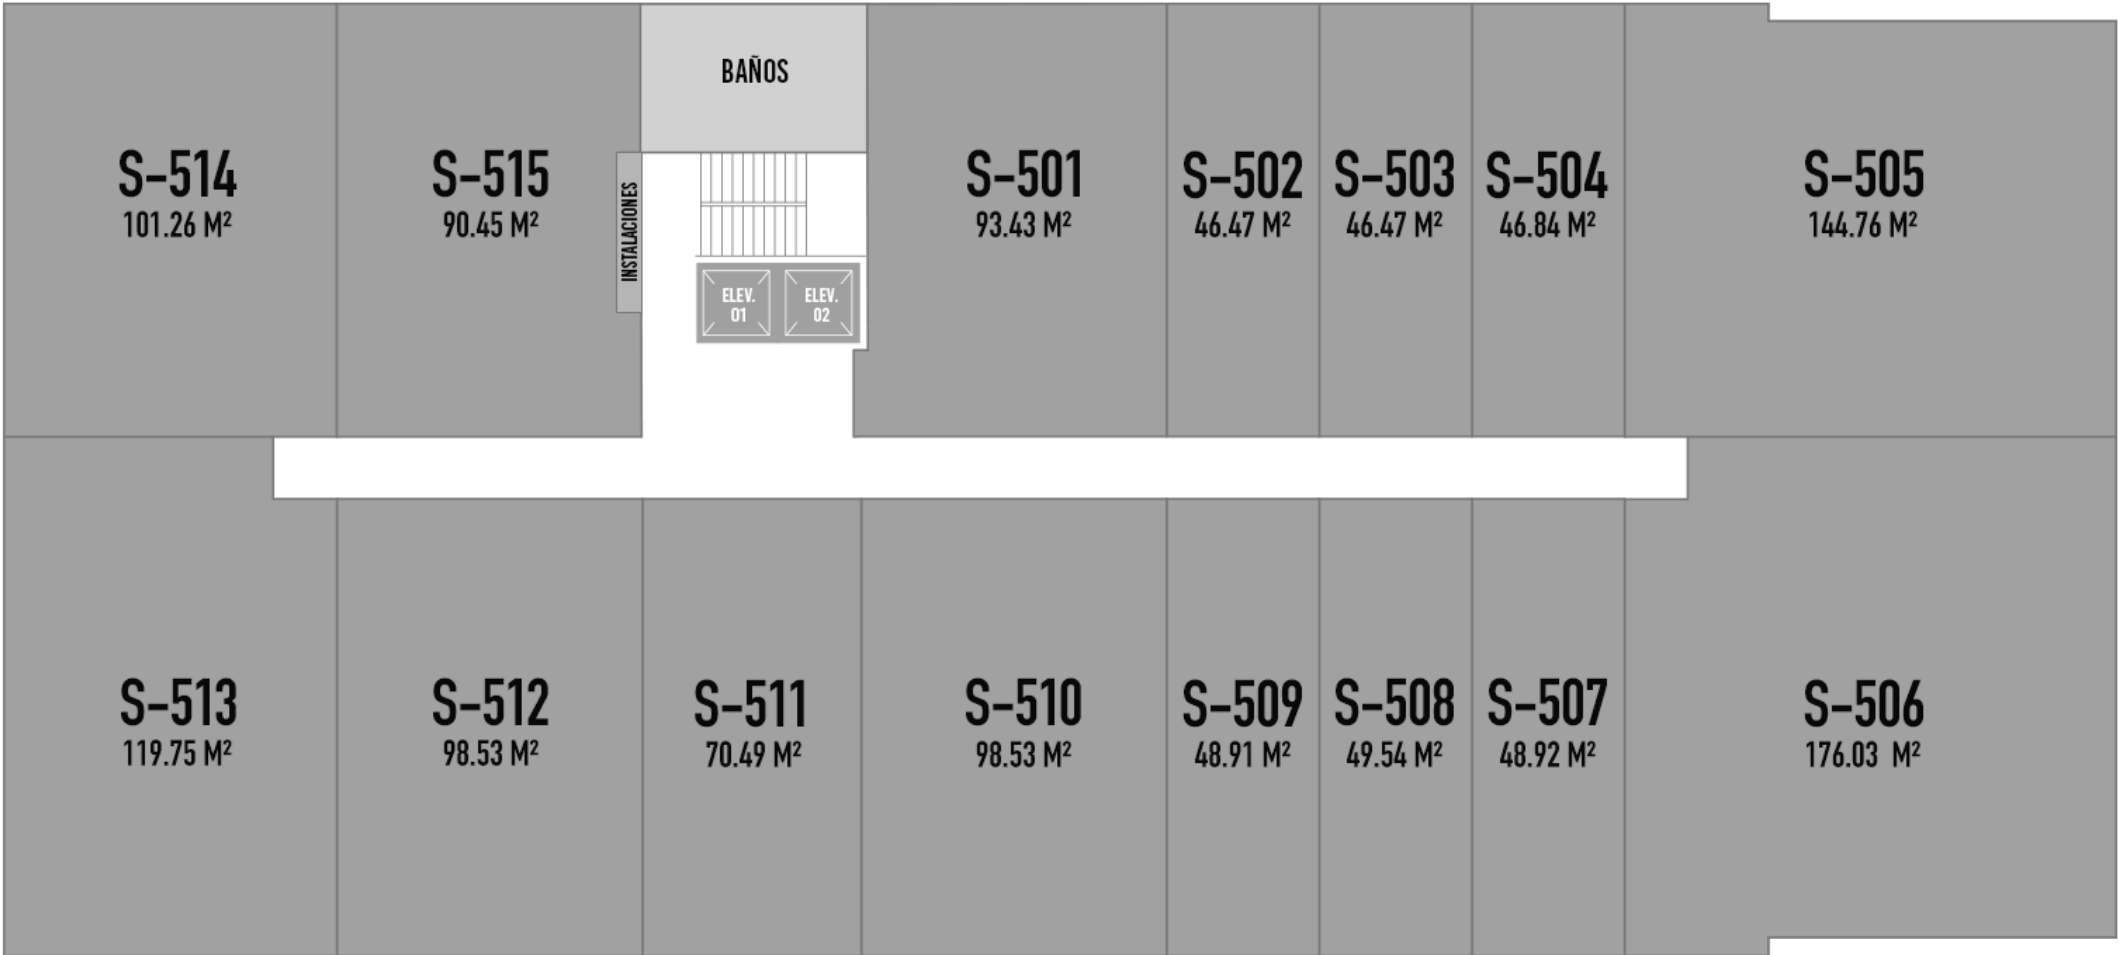 BAÑOS
S-514
101.26 M²
S-515
90.45 M²
INSTALACIONES
ELEV.
01
ELEV.
02
S-501
93.43 M²
S-502
46.47 M²
S-503
46.47 M²
S-504
46.84 M²
S-505
144.76 M²
S-513
119.75 M²
S-512
98.53 M²
S-511
70.49 M²
S-510
98.53 M²
S-509
48.91 M²
S-508
49.54 M²
S-507
48.92 M²
S-506
176.03 M²